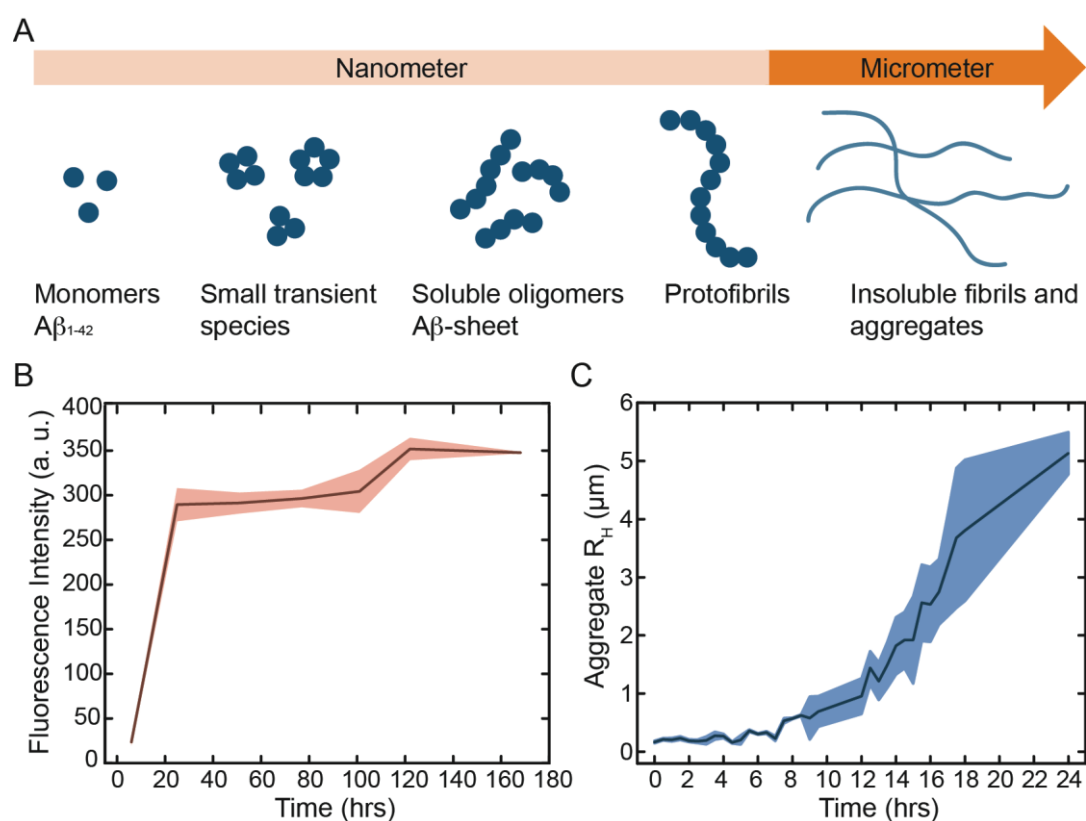 A
Nanometer Micrometer
Monomers Small transient Soluble oligomers Protofibrils Insoluble fibrils and
Aβ1-42 species Aβ-sheet aggregates
B
Fluorescence Intensity (a. u.)
400
350
300
250
200
150
100
50
0
0 20 40 60 80 100 120 140 160 180
Time (hrs)
C
Aggregate RH (μm)
6
5
4
3
2
1
0
0 2 4 6 8 10 12 14 16 18 20 22 24
Time (hrs)